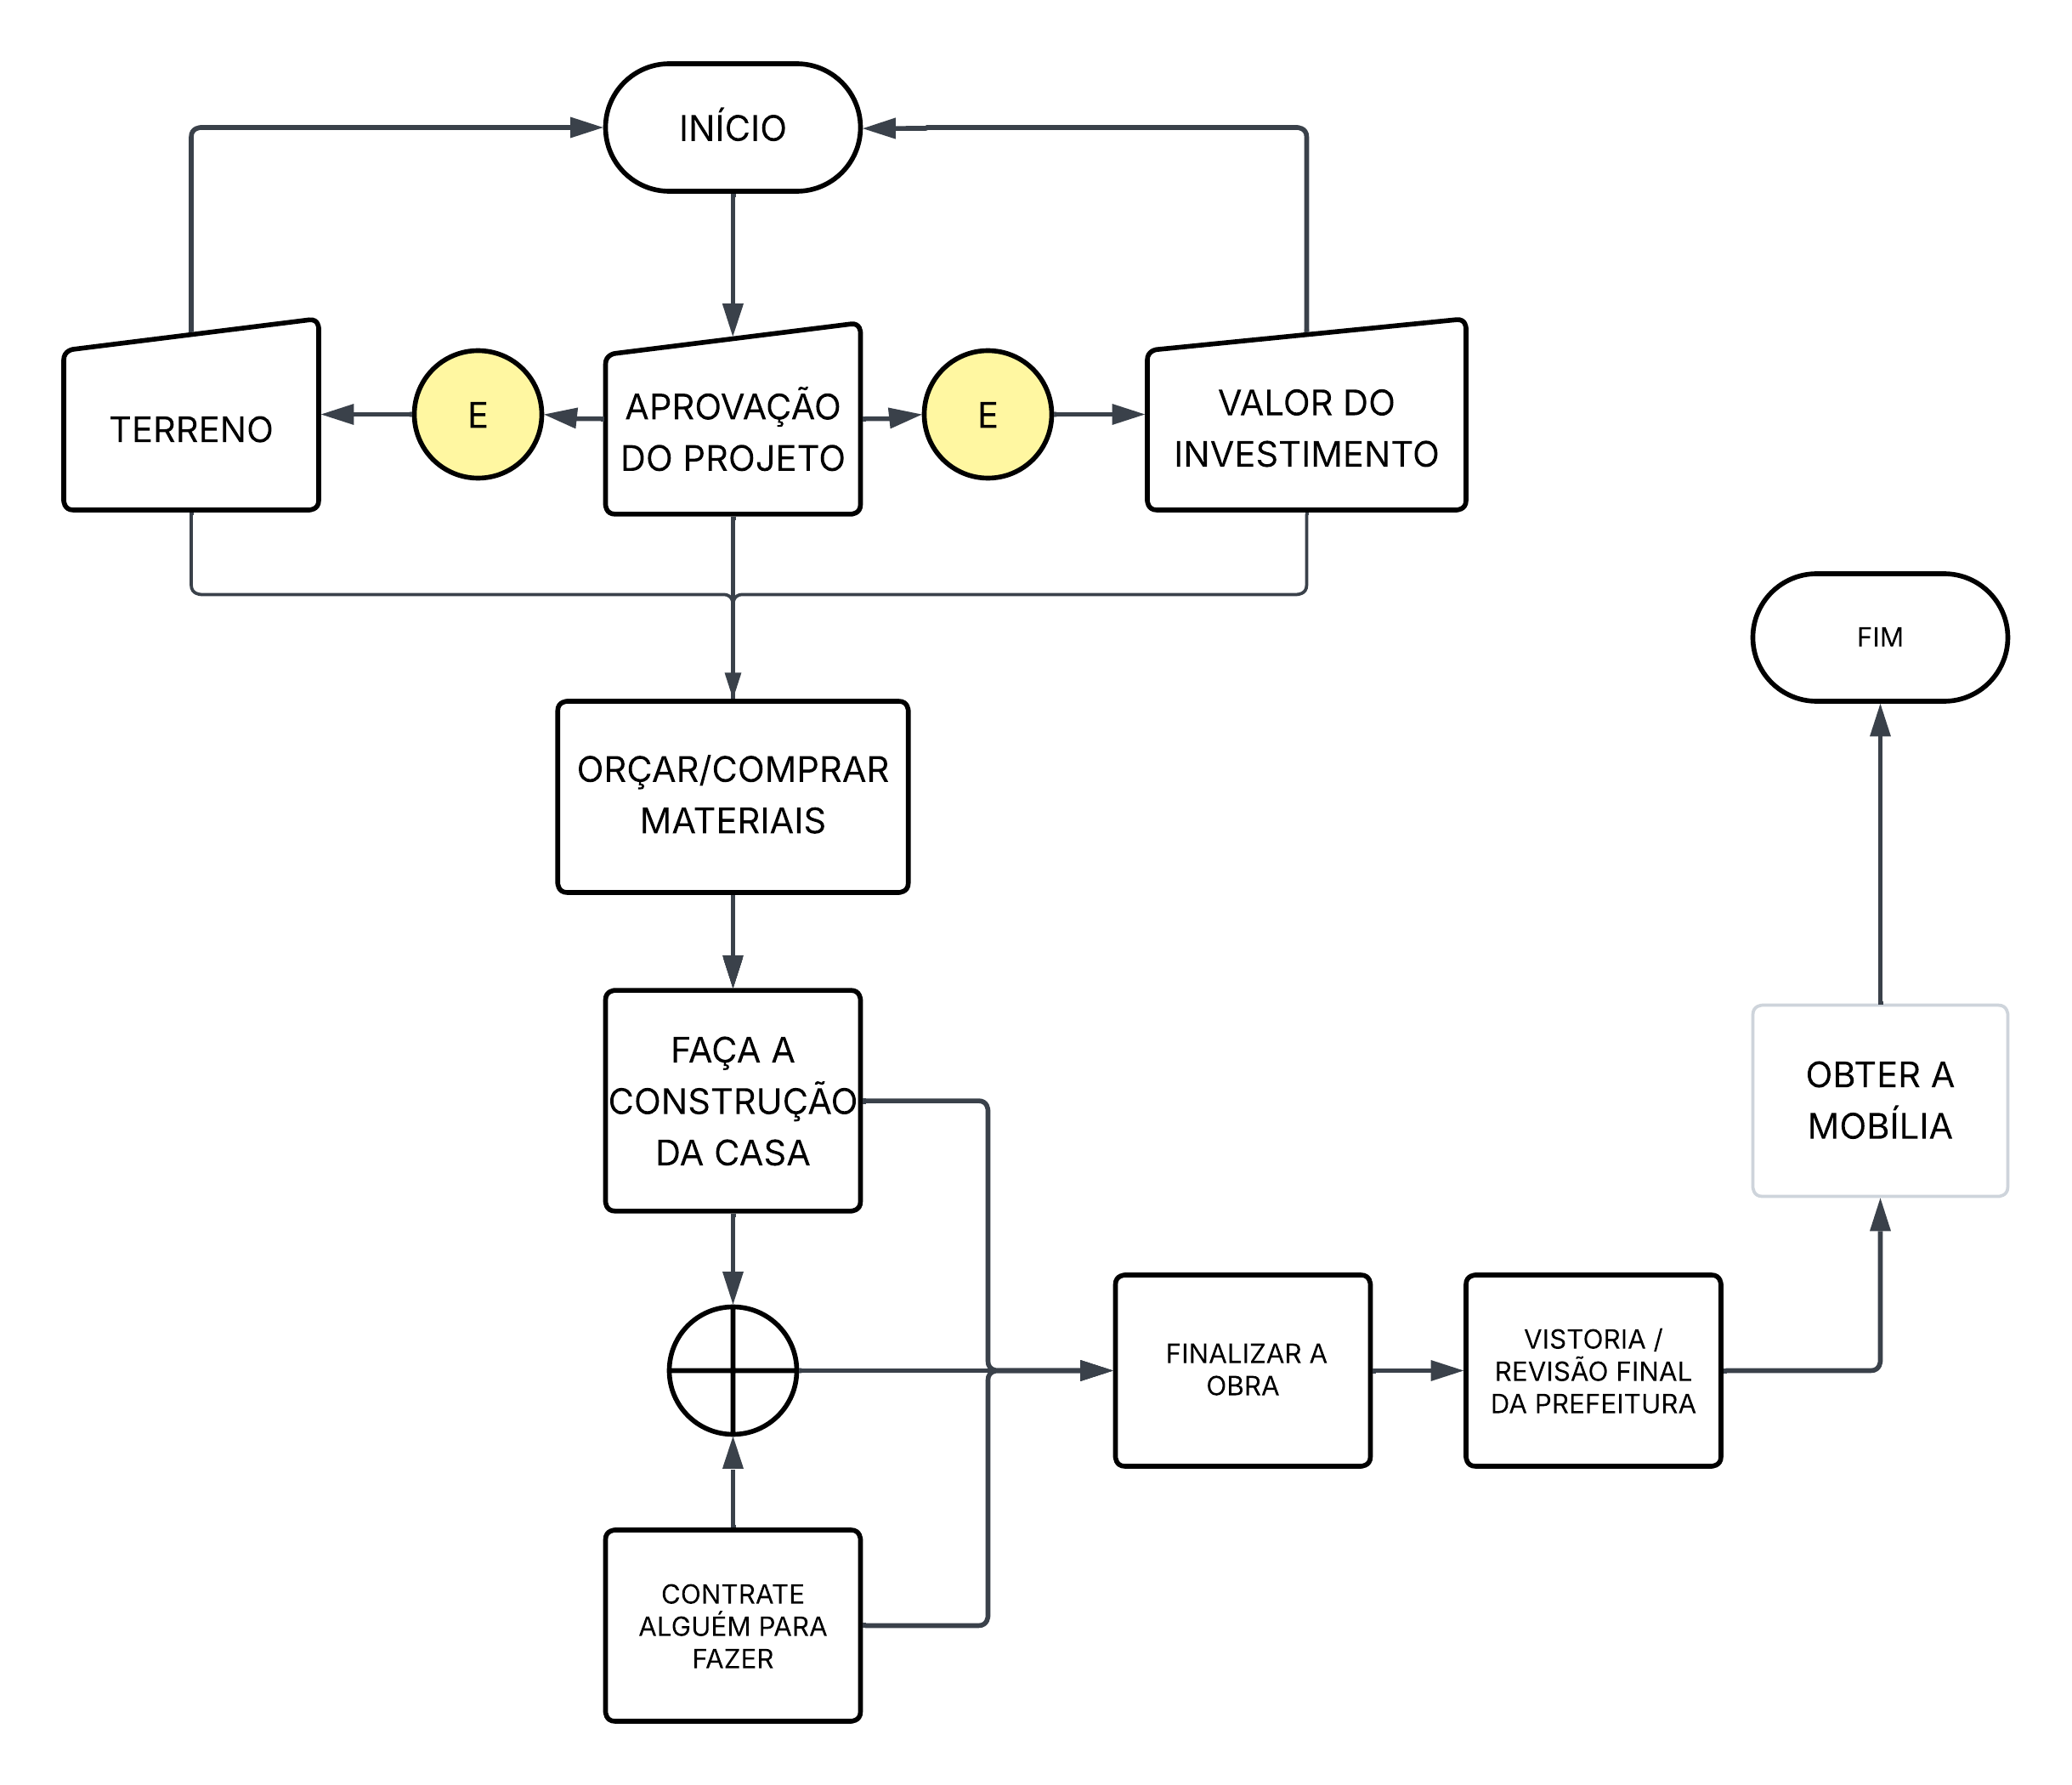 INÍCIO
TERRENO
E
APROVAÇÃO
DO PROJETO
E
VALOR DO
INVESTIMENTO
ORÇAR/COMPRAR
MATERIAIS
FAÇA A
CONSTRUÇÃO
DA CASA
CONTRATE
ALGUÉM PARA
FAZER
FINALIZAR A
OBRA
VISTORIA /
REVISÃO FINAL
DA PREFEITURA
OBTER A
MOBÍLIA
FIM